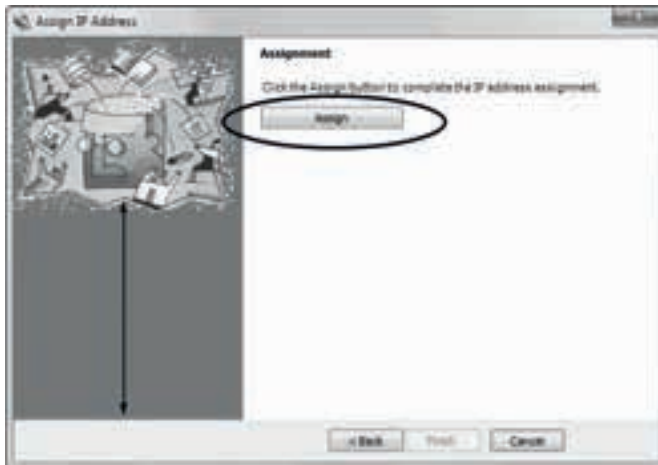 Assign IP Address
Assignment
Click the Assign button to complete the IP address assignment.
Assign
< Back
Finish
Cancel